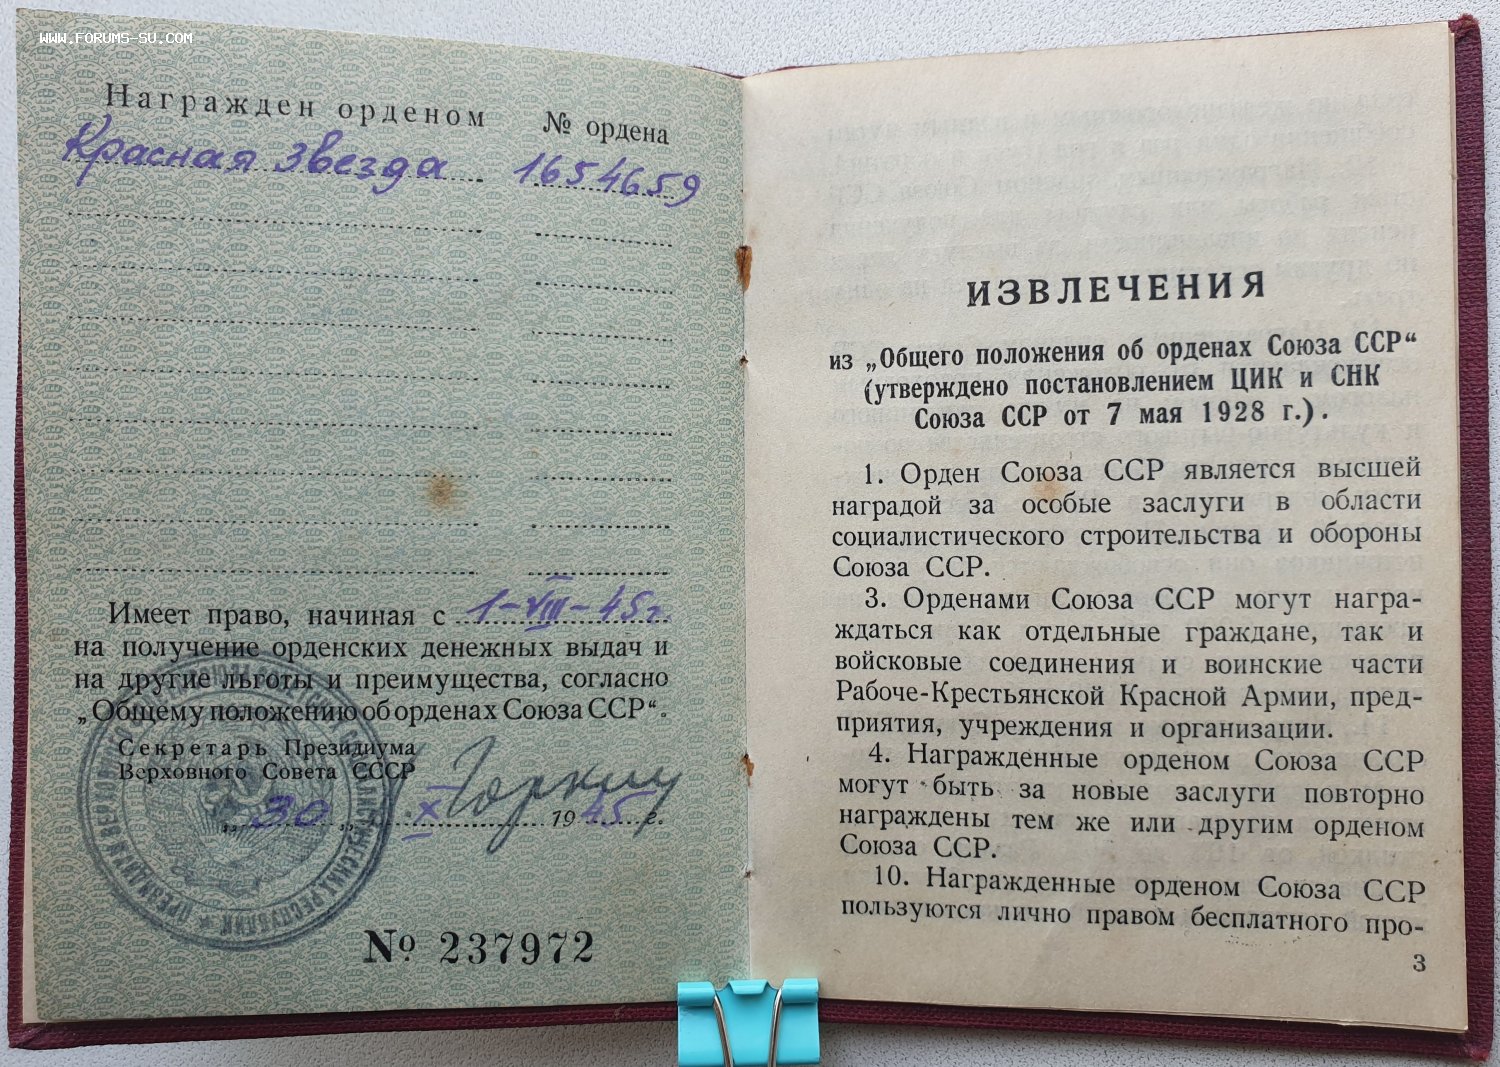 WWW.FORUMS-SU.COM
Награжден орденом № ордена
Красная звезда 1654659
Имеет право, начиная с 1-VIII-45г.
на получение орденских денежных выдач и
на другие льготы и преимущества, согласно
„Общему положению об орденах Союза ССР“.
Секретарь Президиума
Верховного Совета СССР Горкин
„30„ X 1945 г.
№ 237972
ИЗВЛЕЧЕНИЯ
из „Общего положения об орденах Союза ССР“
(утверждено постановлением ЦИК и СНК
Союза ССР от 7 мая 1928 г.).
1. Орден Союза ССР является высшей
наградой за особые заслуги в области
социалистического строительства и обороны
Союза ССР.
3. Орденами Союза ССР могут награ-
ждаться как отдельные граждане, так и
войсковые соединения и воинские части
Рабоче-Крестьянской Красной Армии, пред-
приятия, учреждения и организации.
4. Награжденные орденом Союза ССР
могут быть за новые заслуги повторно
награждены тем же или другим орденом
Союза ССР.
10. Награжденные орденом Союза ССР
пользуются лично правом бесплатного про-
3